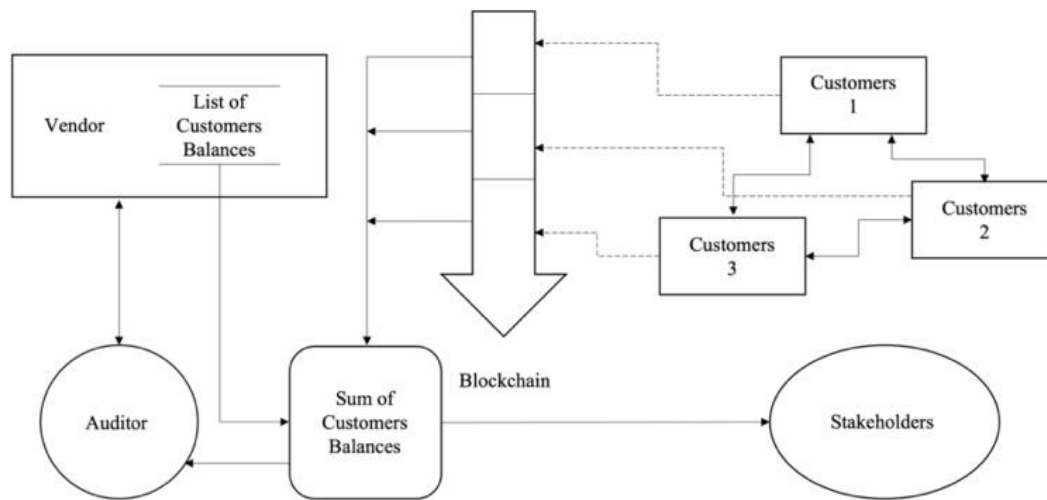 Vendor
List of
Customers
Balances
Customers
1
Customers
2
Customers
3
Blockchain
Auditor
Sum of
Customers
Balances
Stakeholders